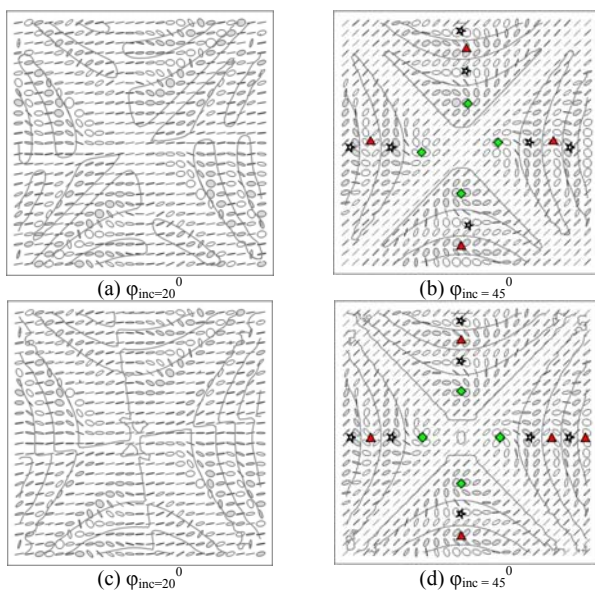 (a) φinc=20⁰
(b) φinc = 45⁰
(c) φinc=20⁰
(d) φinc = 45⁰